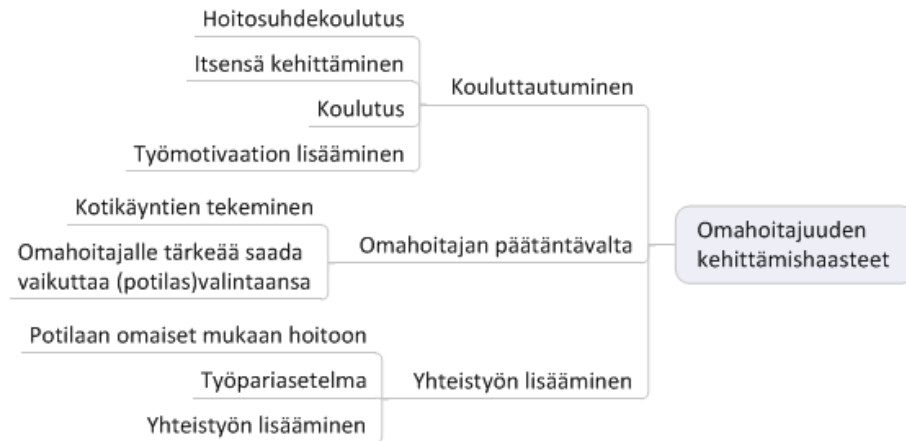 Hoitosuhdekoulutus
Itsensä kehittäminen
Koulutus
Työmotivaation lisääminen
Kouluttautuminen
Kotikäyntien tekeminen
Omahoitajalle tärkeää saada
vaikuttaa (potilas)valintaansa
Omahoitajan päätäntävalta
Potilaan omaiset mukaan hoitoon
Työpariasetelma
Yhteistyön lisääminen
Yhteistyön lisääminen
Omahoitajuuden
kehittämishaasteet